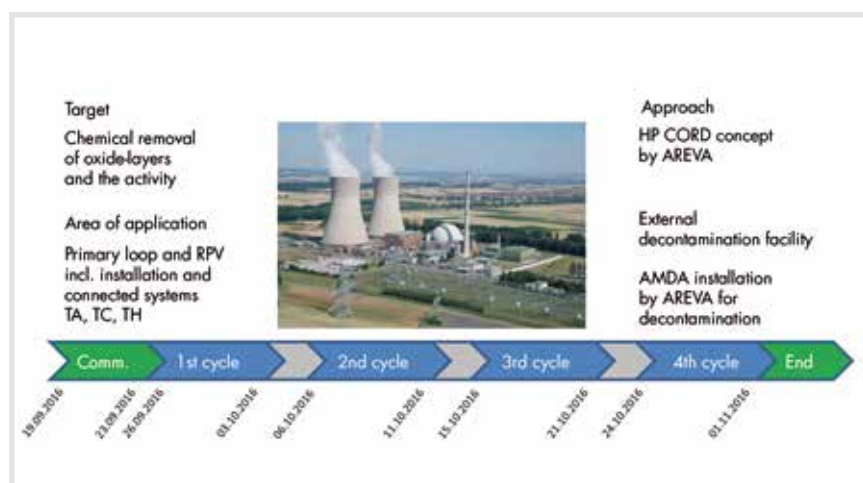 Target
Chemical removal
of oxide-layers
and the activity
Area of application
Primary loop and RPV
incl. installation and
connected systems
TA, TC, TH
Approach
HP CORD concept
by AREVA
External
decontamination facility
AMDA installation
by AREVA for
decontamination
Comm.
1st cycle
2nd cycle
3rd cycle
4th cycle
End
19.09.2016
23.09.2016
26.09.2016
03.10.2016
06.10.2016
11.10.2016
15.10.2016
21.10.2016
24.10.2016
01.11.2016